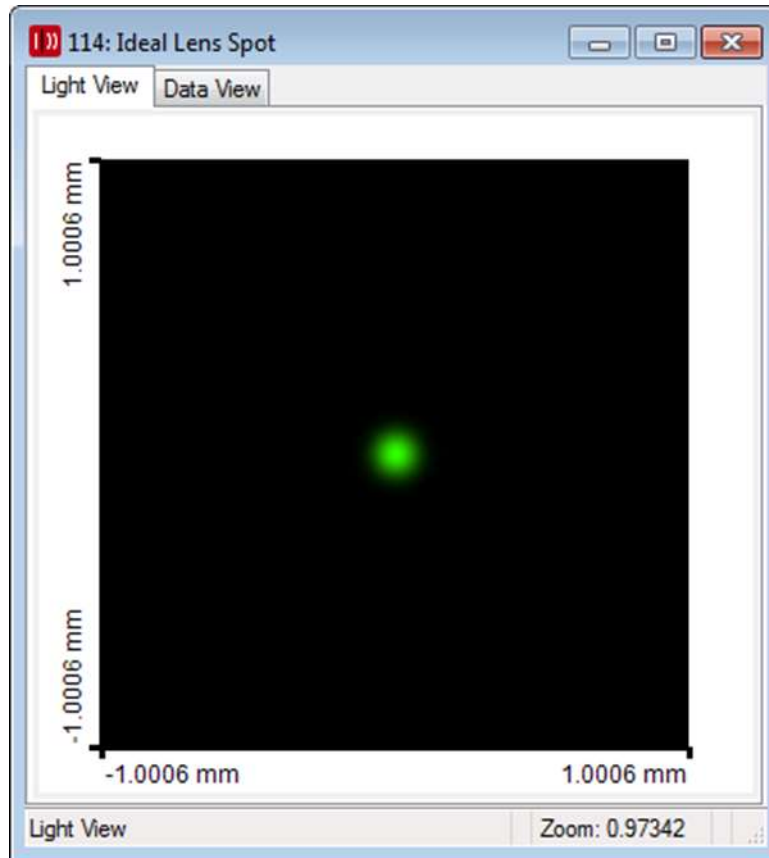 114: Ideal Lens Spot
Light View
Data View
1.0006 mm
-1.0006 mm
-1.0006 mm
1.0006 mm
Light View
Zoom: 0.97342